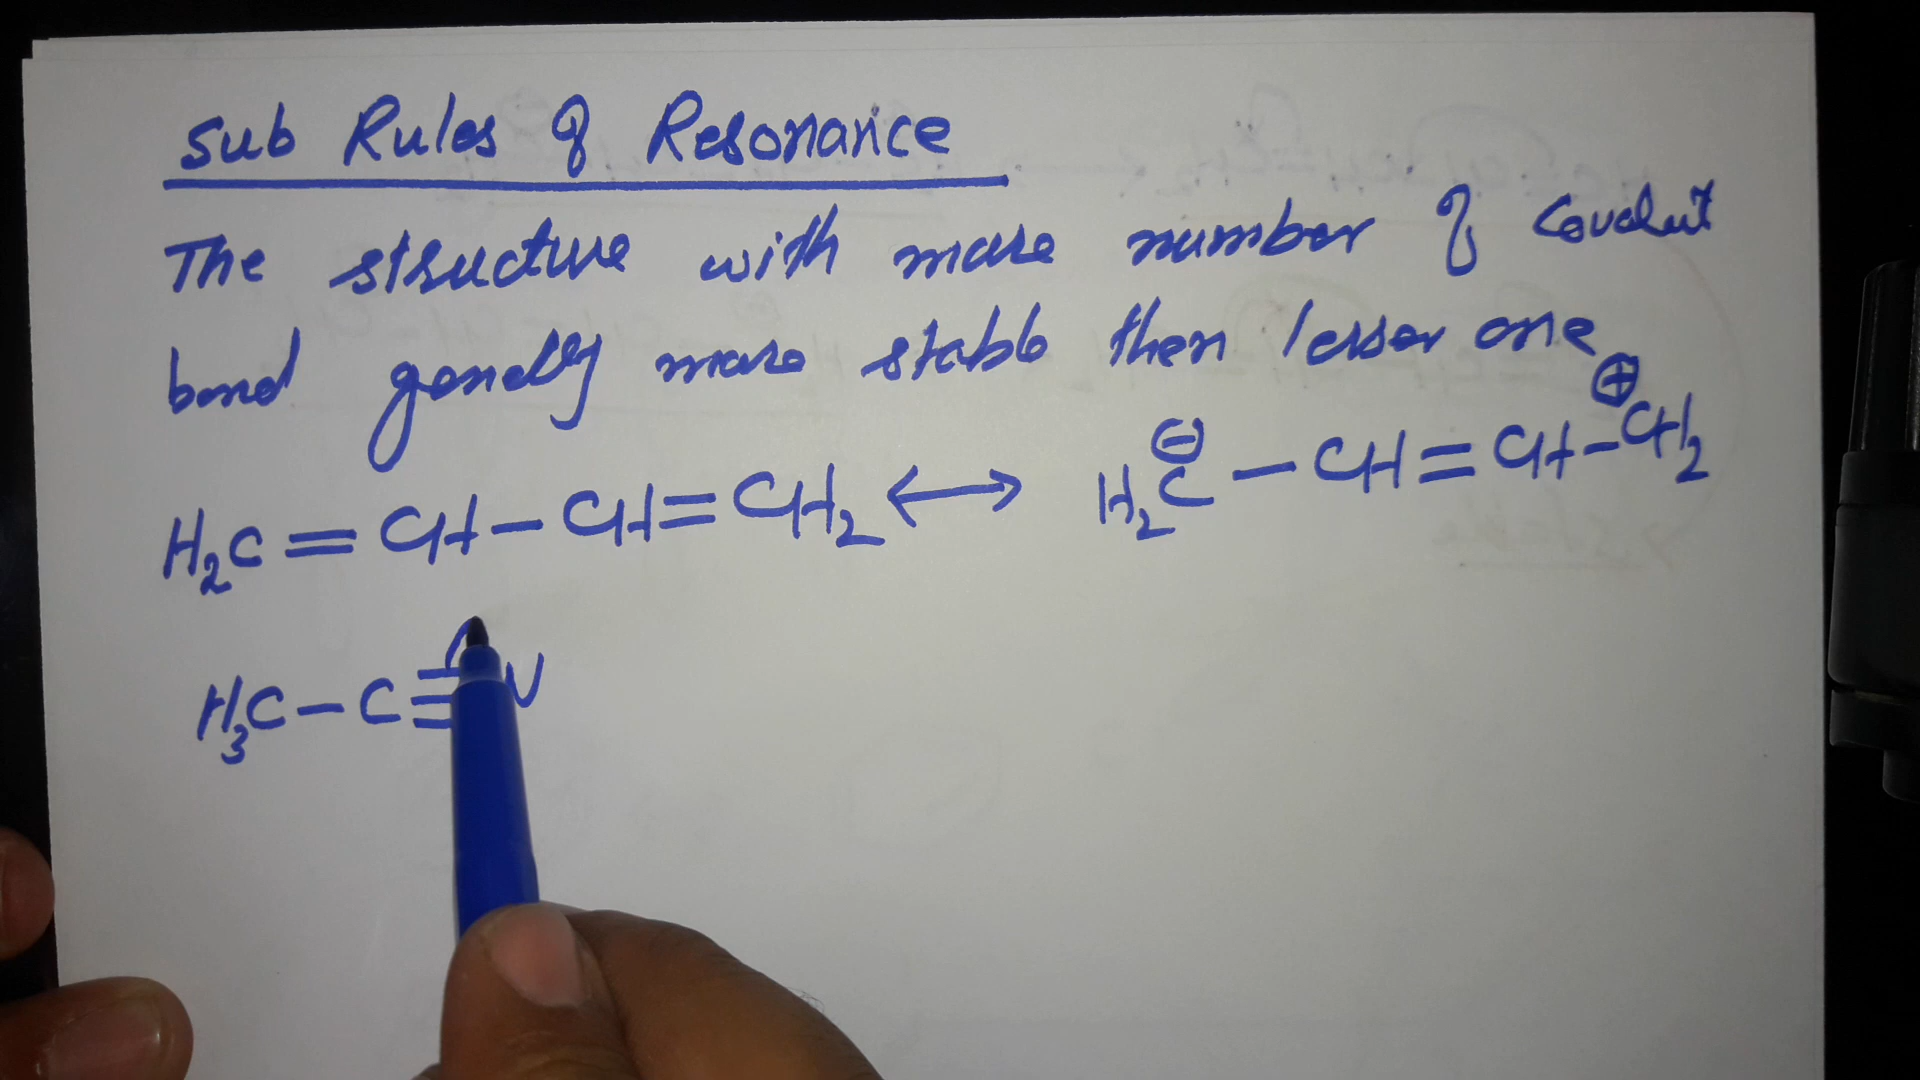 Sub Rules of Resonance
The structure with more number of Covalent
bond generally more stable then lesser one
H₂C = CH – CH = CH₂ ⟷ H₂C⊖ – CH = CH – CH₂⊕
H₃C – C ≡ N